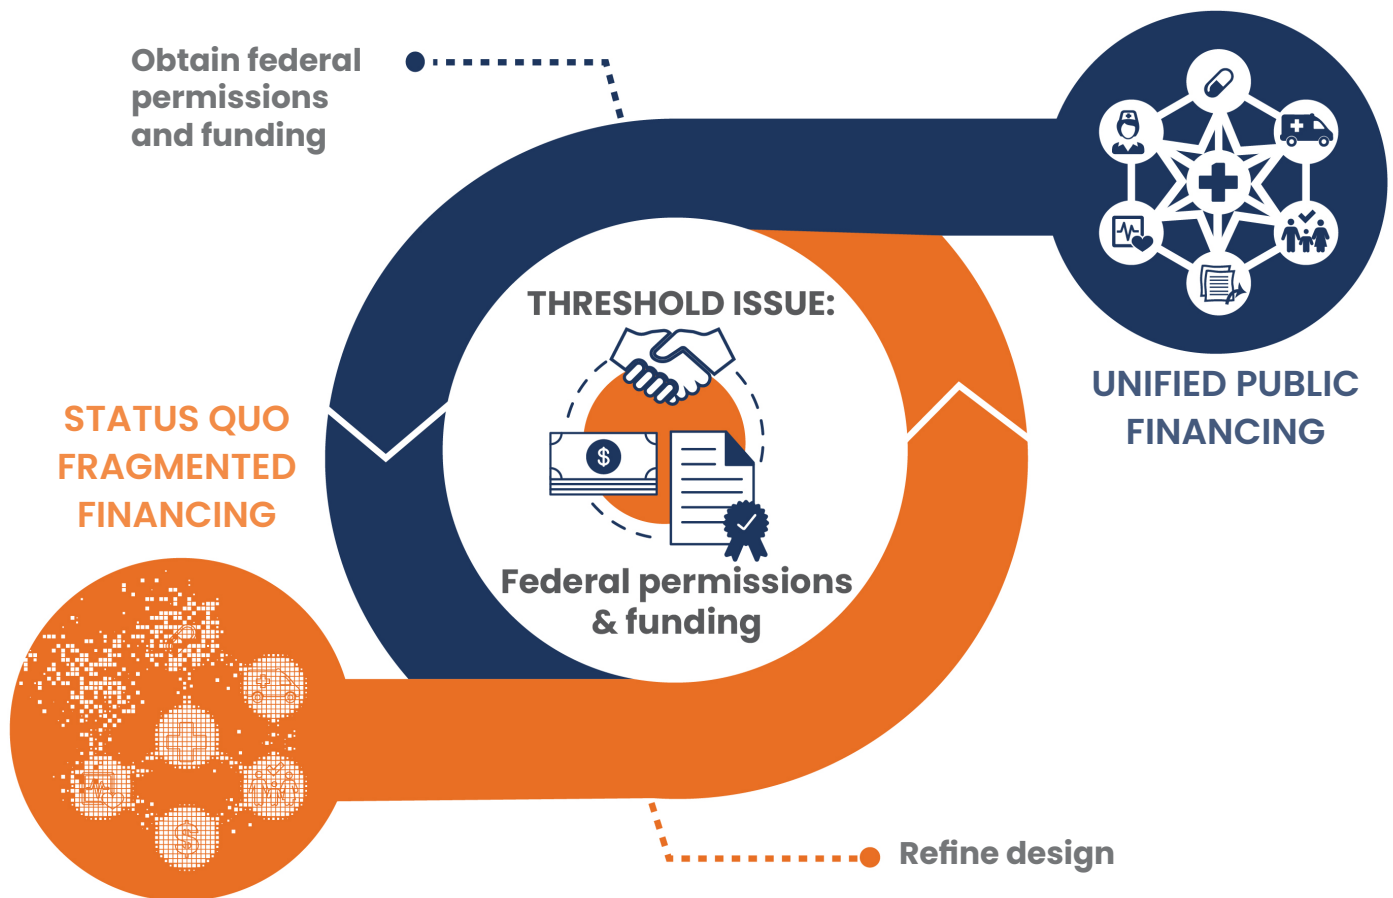 Obtain federal
permissions
and funding
THRESHOLD ISSUE:
$
Federal permissions
& funding
UNIFIED PUBLIC
FINANCING
STATUS QUO
FRAGMENTED
FINANCING
$
Refine design